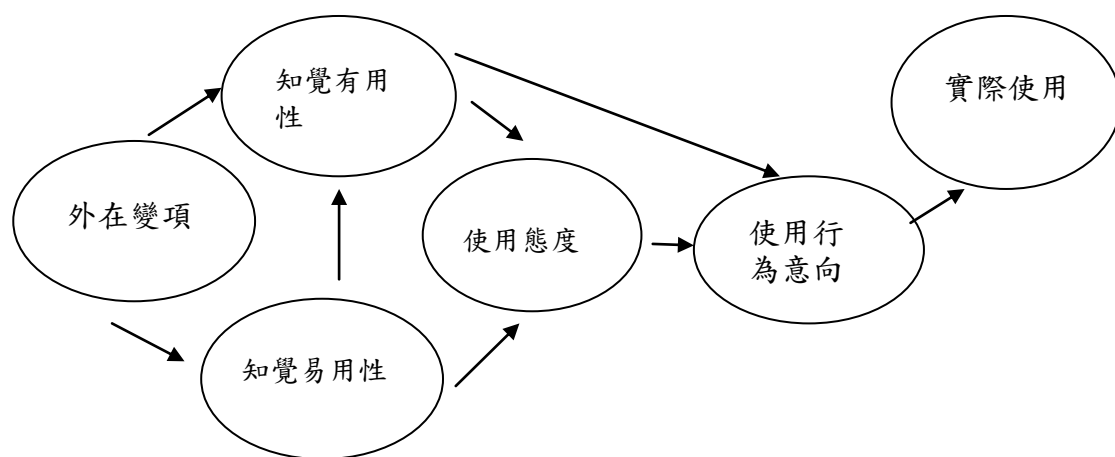 知覺有用
性
實際使用
外在變項
使用態度
使用行
為意向
知覺易用性